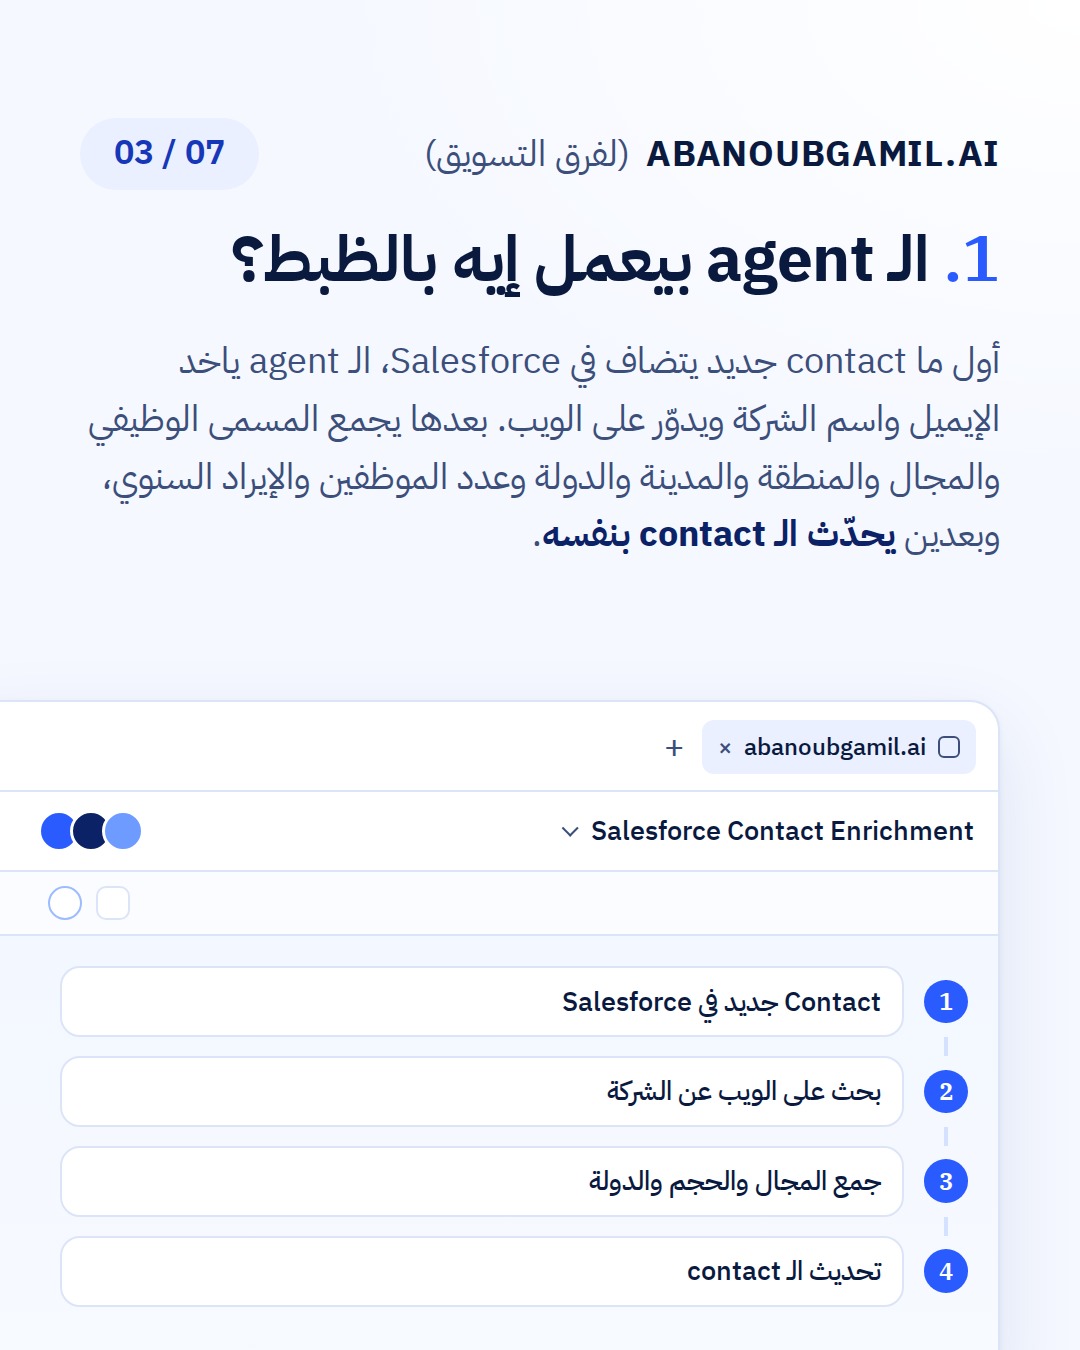 ABANOUBGAMIL.AI (لفرق التسويق)
03 / 07
1. الـ agent بيعمل إيه بالظبط؟
أول ما contact جديد يتضاف في Salesforce، الـ agent ياخد
الإيميل واسم الشركة ويدوّر على الويب. بعدها يجمع المسمى الوظيفي
والمجال والمنطقة والمدينة والدولة وعدد الموظفين والإيراد السنوي،
وبعدين يحدّث الـ contact بنفسه.
abanoubgamil.ai × +
Salesforce Contact Enrichment
1 Contact جديد في Salesforce
2 بحث على الويب عن الشركة
3 جمع المجال والحجم والدولة
4 تحديث الـ contact